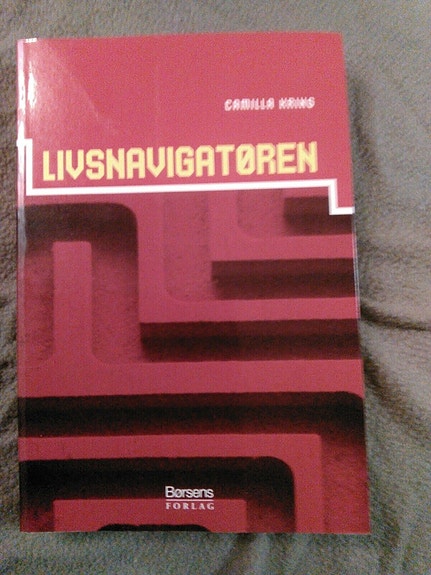 CAMILLA KRING
LIVSNAVIGATØREN
Børsens
FORLAG